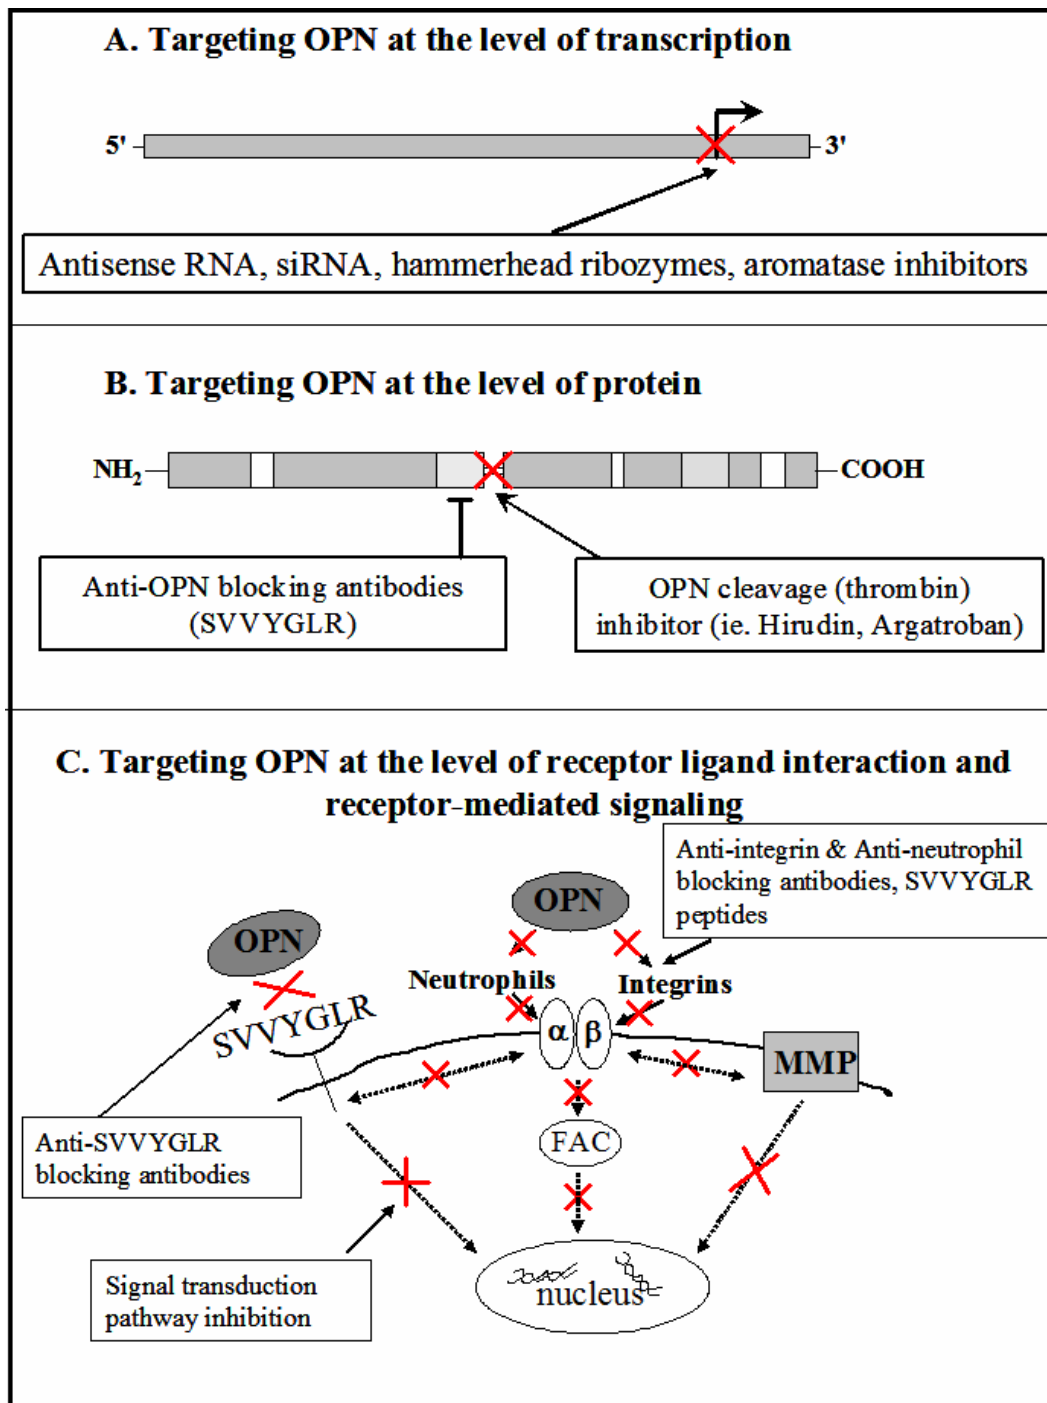 A. Targeting OPN at the level of transcription
5'
3'
Antisense RNA, siRNA, hammerhead ribozymes, aromatase inhibitors
B. Targeting OPN at the level of protein
NH2
COOH
Anti-OPN blocking antibodies
(SVVYGLR)
OPN cleavage (thrombin)
inhibitor (ie. Hirudin, Argatroban)
C. Targeting OPN at the level of receptor ligand interaction and
receptor-mediated signaling
Anti-integrin & Anti-neutrophil
blocking antibodies, SVVYGLR
peptides
OPN
OPN
Neutrophils
Integrins
SVVYGLR
α
β
MMP
FAC
Anti-SVVYGLR
blocking antibodies
Signal transduction
pathway inhibition
nucleus